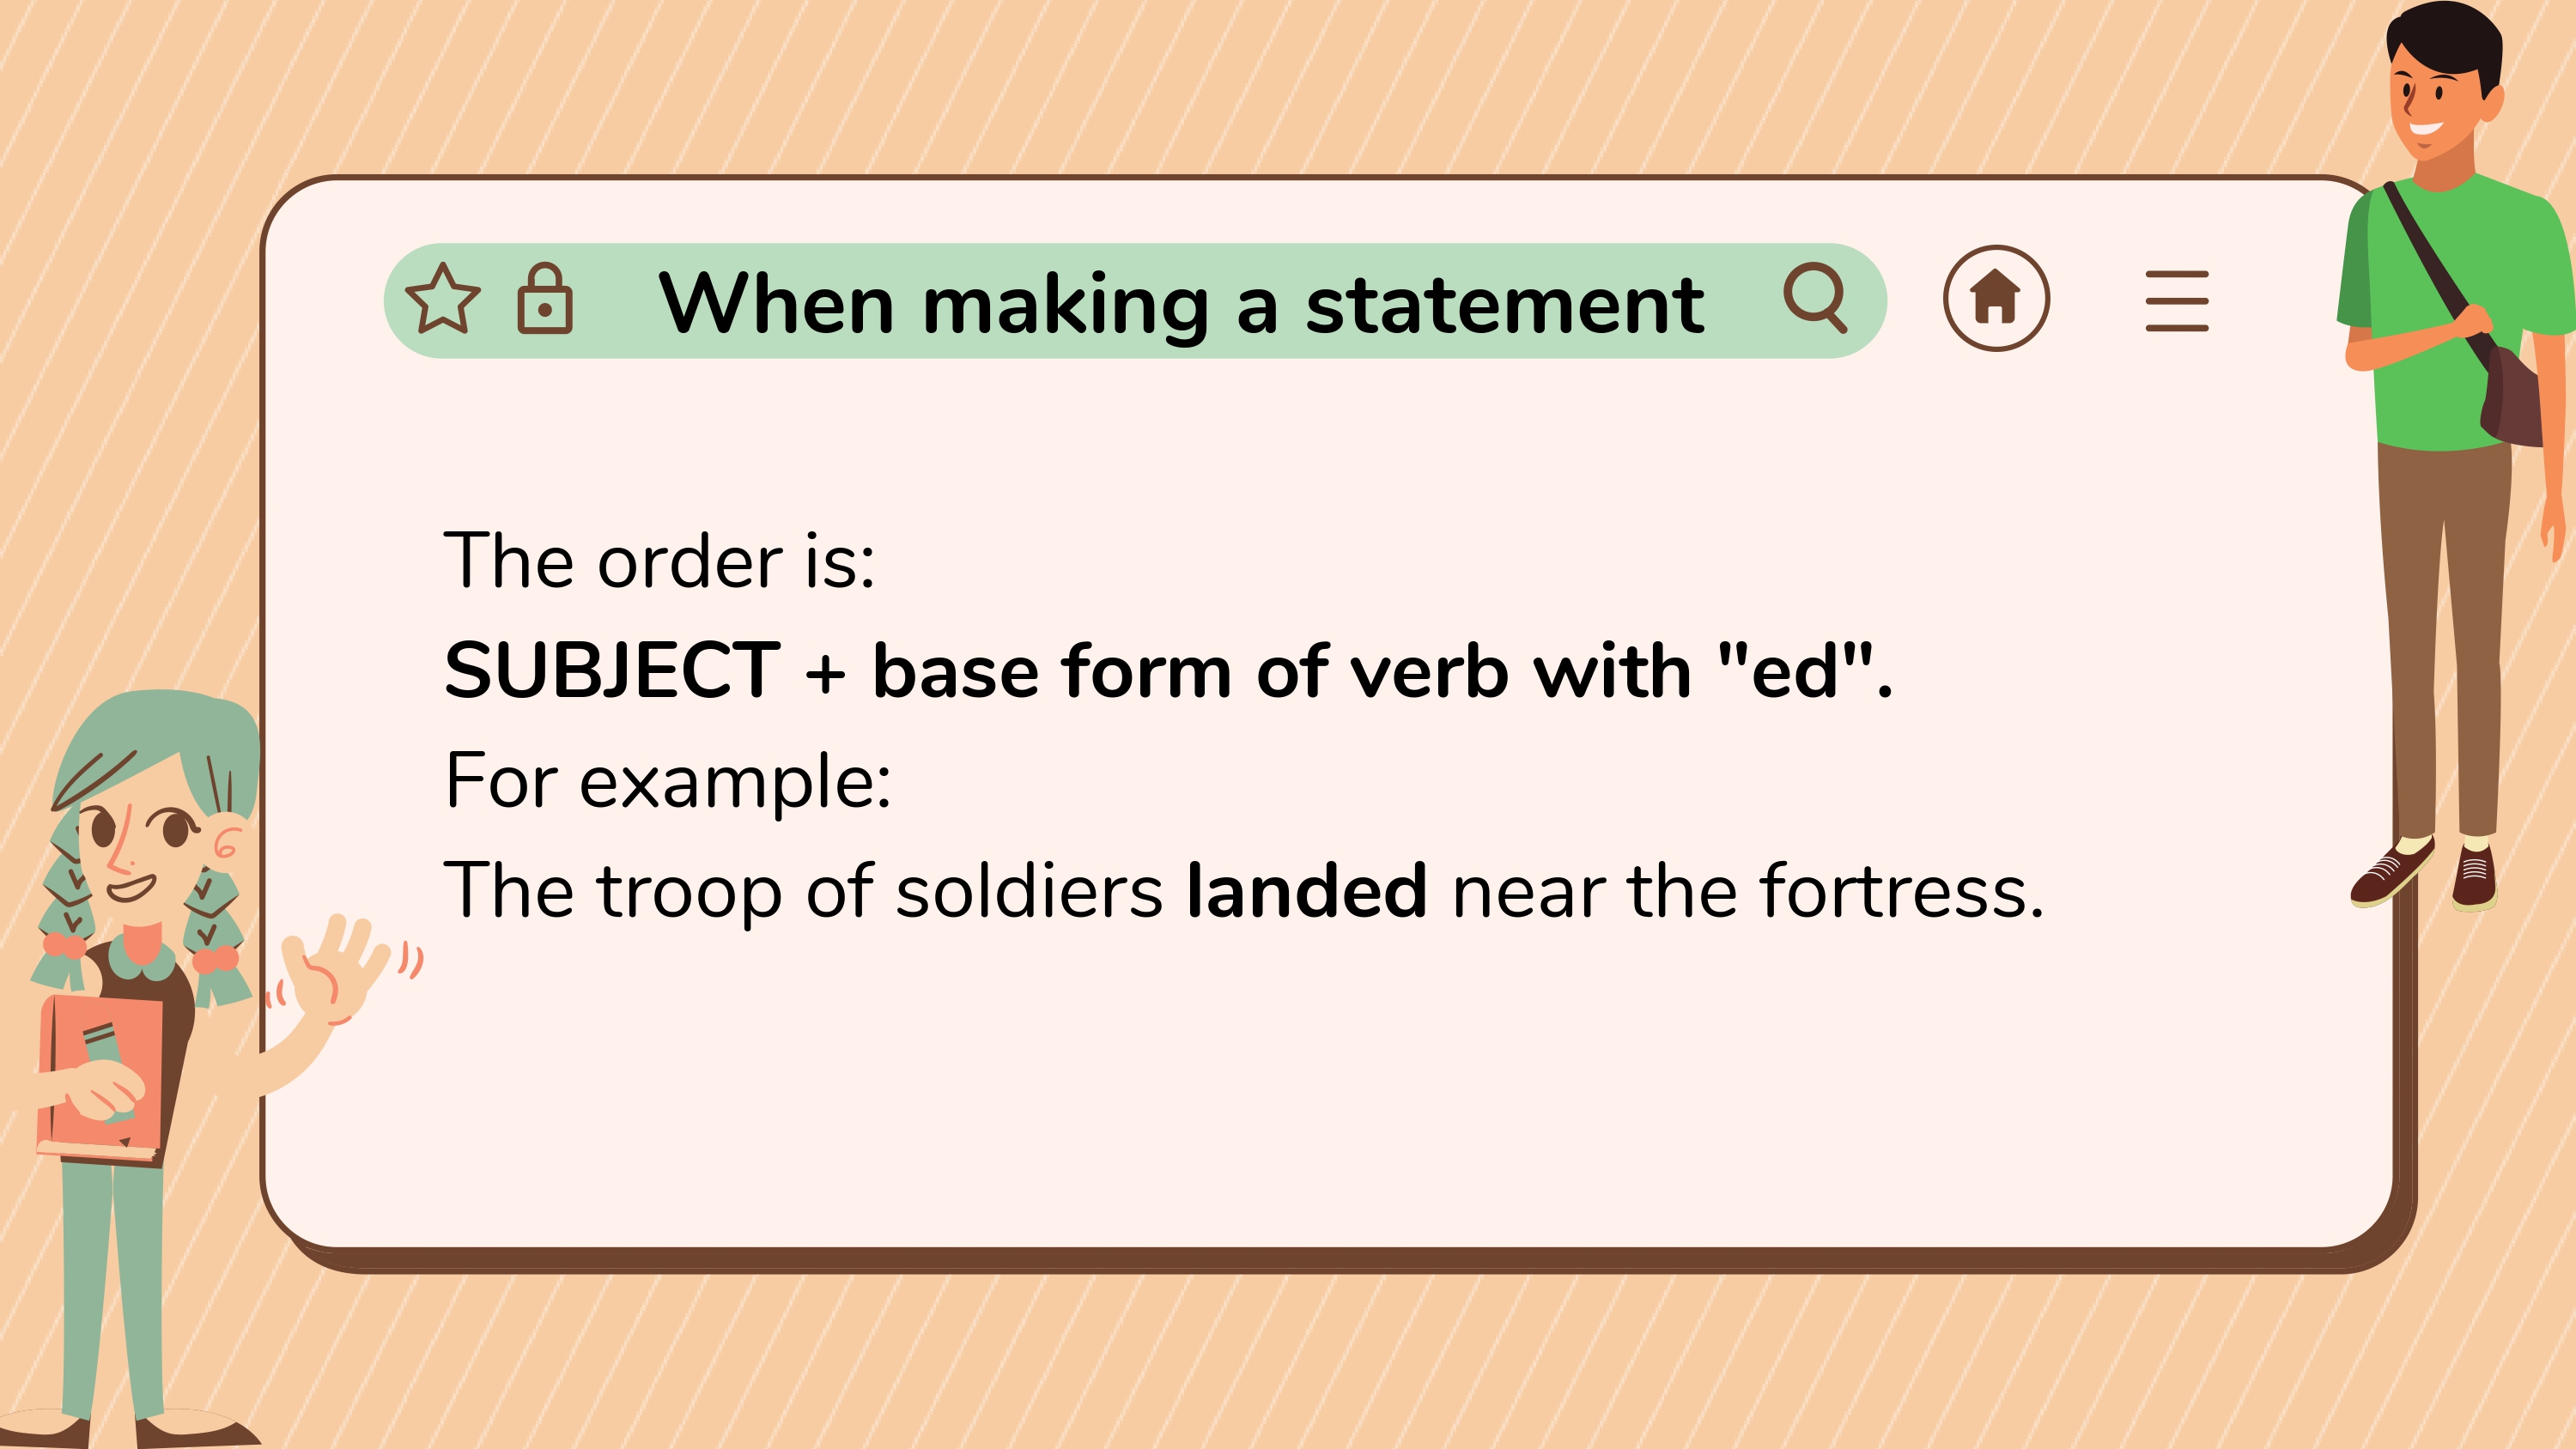 When making a statement
The order is:
SUBJECT + base form of verb with "ed".
For example:
The troop of soldiers landed near the fortress.